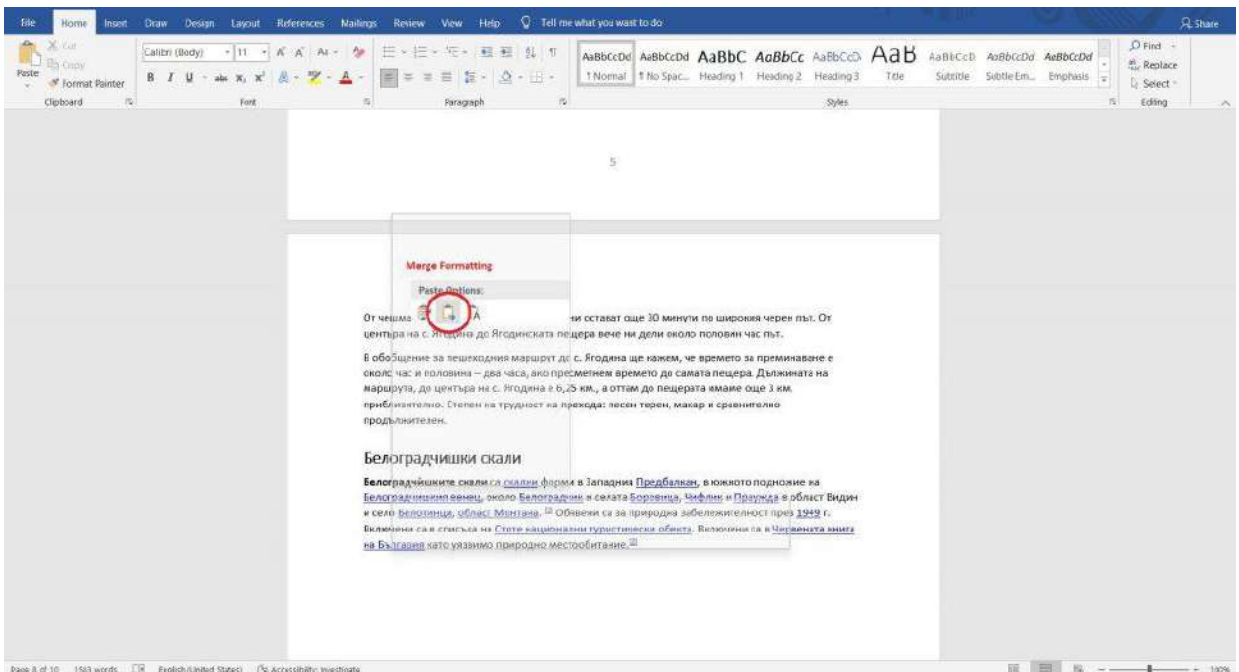 File Home Insert Draw Design Layout References Mailings Review View Help Tell me what you want to do Share
Cut
Copy
Paste
Format Painter
Calibri (Body) 11
AaBbCcDd AaBbCcDd AaBbC AaBbCc AaBbCcD AaB AaBbCcD AaBbCcDd AaBbCcDd
1 Normal 1 No Spac... Heading 1 Heading 2 Heading 3 Title Subtitle Subtle Em... Emphasis
Find
Replace
Select
Clipboard Font Paragraph Styles Editing
5
Merge Formatting
Paste Options:
От чешма ни остават още 30 минути по широкия черен път. От
центъра на с. Ягодина до Ягодинската пещера вече ни дели около половин час път.
В обобщение за пешеходния маршрут до с. Ягодина ще кажем, че времето за преминаване е
около час и половина – два часа, ако пресметнем времето до самата пещера. Дължината на
маршрута, до центъра на с. Ягодина е 6,25 км., а оттам до пещерата имаме още 3 км.
приблизително. Степен на трудност на прехода: лесен терен, макар и сравнително
продължителен.
Белоградчишки скали
Белоградчишките скали са скални форми в Западния Предбалкан, в южното подножие на
Белоградчишкия венец, около Белоградчик и селата Боровица, Чифлик и Праужда в област Видин
и село Белотинци, област Монтана. Обявени са за природна забележителност през 1949 г.
Включени са в списъка на Стоте национални туристически обекта. Включени са в Червената книга
на България като уязвимо природно местообитание.
Page 8 of 10 1583 words English (United States) Accessibility: Investigate 100%